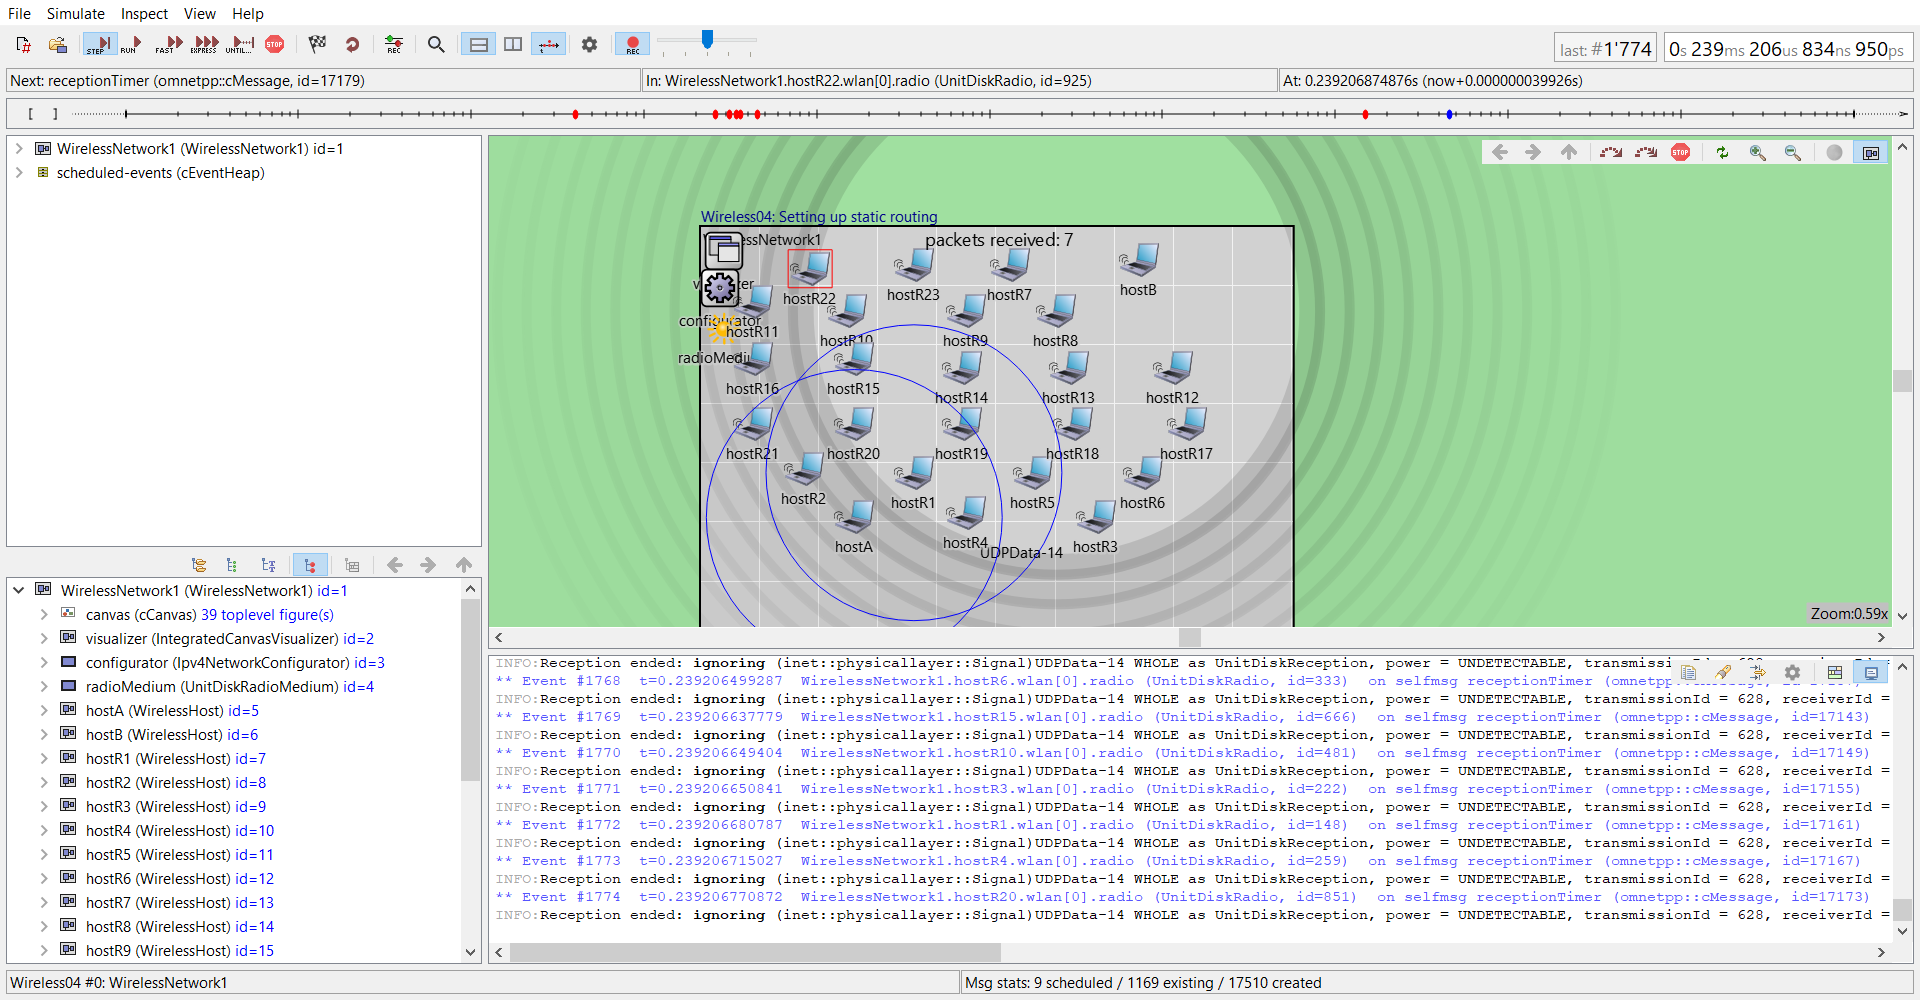 File Simulate Inspect View Help
STEP RUN FAST EXPRESS UNTIL... STOP REC REC last: #1'774 0s 239ms 206us 834ns 950ps
Next: receptionTimer (omnetpp::cMessage, id=17179) In: WirelessNetwork1.hostR22.wlan[0].radio (UnitDiskRadio, id=925) At: 0.239206874876s (now+0.000000039926s)
[ ]
WirelessNetwork1 (WirelessNetwork1) id=1
scheduled-events (cEventHeap)
WirelessNetwork1 (WirelessNetwork1) id=1
canvas (cCanvas) 39 toplevel figure(s)
visualizer (IntegratedCanvasVisualizer) id=2
configurator (Ipv4NetworkConfigurator) id=3
radioMedium (UnitDiskRadioMedium) id=4
hostA (WirelessHost) id=5
hostB (WirelessHost) id=6
hostR1 (WirelessHost) id=7
hostR2 (WirelessHost) id=8
hostR3 (WirelessHost) id=9
hostR4 (WirelessHost) id=10
hostR5 (WirelessHost) id=11
hostR6 (WirelessHost) id=12
hostR7 (WirelessHost) id=13
hostR8 (WirelessHost) id=14
hostR9 (WirelessHost) id=15
STOP
Wireless04: Setting up static routing
packets received: 7
hostR22 hostR23 hostR7 hostB
configurator
hostR11 hostR10 hostR9 hostR8
hostR16 hostR15 hostR14 hostR13 hostR12
hostR21 hostR20 hostR19 hostR18 hostR17
hostR2 hostR1 hostR5 hostR6
hostA hostR4 UDPData-14 hostR3
Zoom:0.59x
INFO:Reception ended: ignoring (inet::physicallayer::Signal)UDPData-14 WHOLE as UnitDiskReception, power = UNDETECTABLE,
** Event #1768 t=0.239206499287 WirelessNetwork1.hostR6.wlan[0].radio (UnitDiskRadio, id=333) on selfmsg receptionTimer
INFO:Reception ended: ignoring (inet::physicallayer::Signal)UDPData-14 WHOLE as UnitDiskReception, power = UNDETECTABLE, transmissionId = 628, receiverId =
** Event #1769 t=0.239206637779 WirelessNetwork1.hostR15.wlan[0].radio (UnitDiskRadio, id=666) on selfmsg receptionTimer (omnetpp::cMessage, id=17143)
INFO:Reception ended: ignoring (inet::physicallayer::Signal)UDPData-14 WHOLE as UnitDiskReception, power = UNDETECTABLE, transmissionId = 628, receiverId =
** Event #1770 t=0.239206649404 WirelessNetwork1.hostR10.wlan[0].radio (UnitDiskRadio, id=481) on selfmsg receptionTimer (omnetpp::cMessage, id=17149)
INFO:Reception ended: ignoring (inet::physicallayer::Signal)UDPData-14 WHOLE as UnitDiskReception, power = UNDETECTABLE, transmissionId = 628, receiverId =
** Event #1771 t=0.239206650841 WirelessNetwork1.hostR3.wlan[0].radio (UnitDiskRadio, id=222) on selfmsg receptionTimer (omnetpp::cMessage, id=17155)
INFO:Reception ended: ignoring (inet::physicallayer::Signal)UDPData-14 WHOLE as UnitDiskReception, power = UNDETECTABLE, transmissionId = 628, receiverId =
** Event #1772 t=0.239206680787 WirelessNetwork1.hostR1.wlan[0].radio (UnitDiskRadio, id=148) on selfmsg receptionTimer (omnetpp::cMessage, id=17161)
INFO:Reception ended: ignoring (inet::physicallayer::Signal)UDPData-14 WHOLE as UnitDiskReception, power = UNDETECTABLE, transmissionId = 628, receiverId =
** Event #1773 t=0.239206715027 WirelessNetwork1.hostR4.wlan[0].radio (UnitDiskRadio, id=259) on selfmsg receptionTimer (omnetpp::cMessage, id=17167)
INFO:Reception ended: ignoring (inet::physicallayer::Signal)UDPData-14 WHOLE as UnitDiskReception, power = UNDETECTABLE, transmissionId = 628, receiverId =
** Event #1774 t=0.239206770872 WirelessNetwork1.hostR20.wlan[0].radio (UnitDiskRadio, id=851) on selfmsg receptionTimer (omnetpp::cMessage, id=17173)
INFO:Reception ended: ignoring (inet::physicallayer::Signal)UDPData-14 WHOLE as UnitDiskReception, power = UNDETECTABLE, transmissionId = 628, receiverId =
Wireless04 #0: WirelessNetwork1 Msg stats: 9 scheduled / 1169 existing / 17510 created